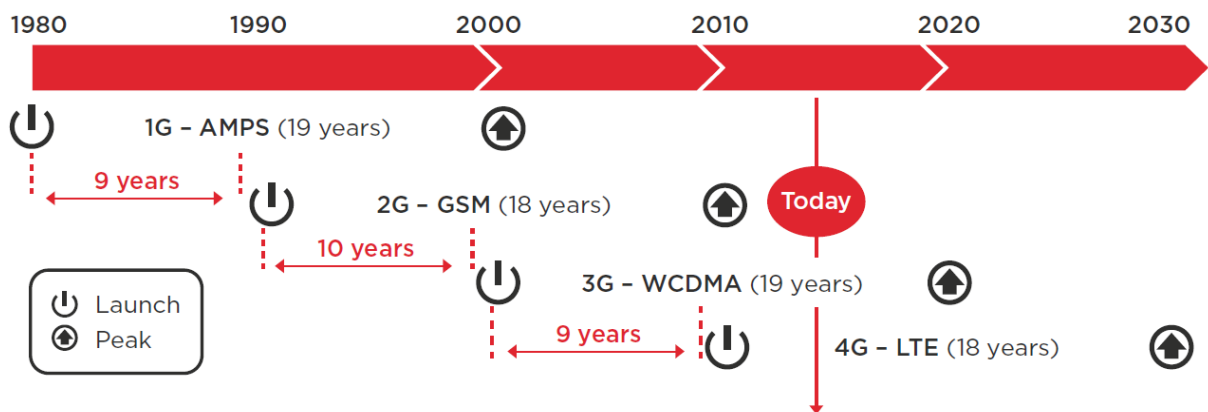 1980 1990 2000 2010 2020 2030
1G – AMPS (19 years)
9 years
2G – GSM (18 years)
Today
10 years
3G – WCDMA (19 years)
Launch
9 years
Peak
4G – LTE (18 years)